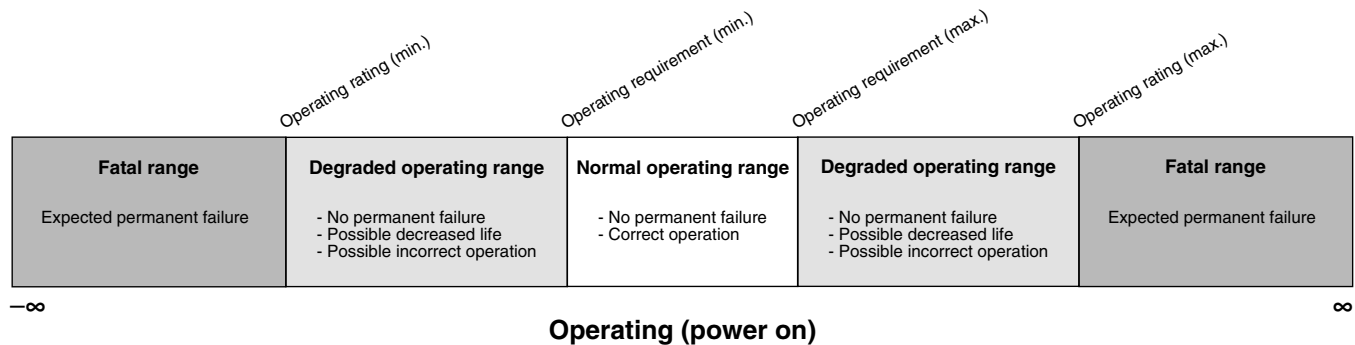 Operating rating (min.)
Operating requirement (min.)
Operating requirement (max.)
Operating rating (max.)
Fatal range
Expected permanent failure
Degraded operating range
- No permanent failure
- Possible decreased life
- Possible incorrect operation
Normal operating range
- No permanent failure
- Correct operation
Degraded operating range
- No permanent failure
- Possible decreased life
- Possible incorrect operation
Fatal range
Expected permanent failure
–∞
∞
Operating (power on)